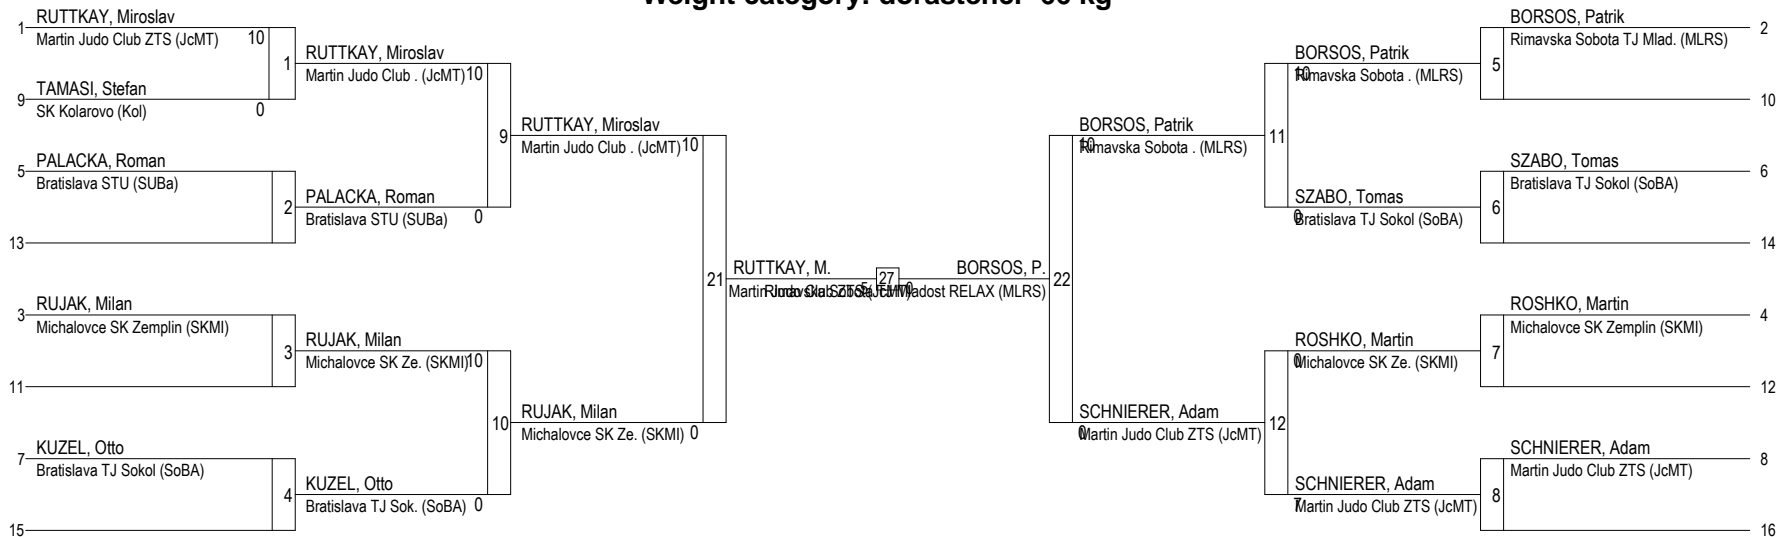 1
RUTTKAY, Miroslav
Martin Judo Club ZTS (JcMT)
10
9
TAMASI, Stefan
SK Kolarovo (Kol)
0
1
RUTTKAY, Miroslav
Martin Judo Club . (JcMT)
10
5
PALACKA, Roman
Bratislava STU (SUBa)
13
2
PALACKA, Roman
Bratislava STU (SUBa)
0
9
RUTTKAY, Miroslav
Martin Judo Club . (JcMT)
10
3
RUJAK, Milan
Michalovce SK Zemplin (SKMI)
11
3
RUJAK, Milan
Michalovce SK Ze. (SKMI)
10
7
KUZEL, Otto
Bratislava TJ Sokol (SoBA)
15
4
KUZEL, Otto
Bratislava TJ Sok. (SoBA)
0
10
RUJAK, Milan
Michalovce SK Ze. (SKMI)
0
21
RUTTKAY, M.
27
BORSOS, P.
22
BORSOS, Patrik
Rimavska Sobota . (MLRS)
10
SCHNIERER, Adam
Martin Judo Club ZTS (JcMT)
0
11
BORSOS, Patrik
Rimavska Sobota . (MLRS)
10
SZABO, Tomas
Bratislava TJ Sokol (SoBA)
0
12
ROSHKO, Martin
Michalovce SK Ze. (SKMI)
0
SCHNIERER, Adam
Martin Judo Club ZTS (JcMT)
7
5
BORSOS, Patrik
Rimavska Sobota TJ Mlad. (MLRS)
2
10
6
SZABO, Tomas
Bratislava TJ Sokol (SoBA)
6
14
7
ROSHKO, Martin
Michalovce SK Zemplin (SKMI)
4
12
8
SCHNIERER, Adam
Martin Judo Club ZTS (JcMT)
8
16